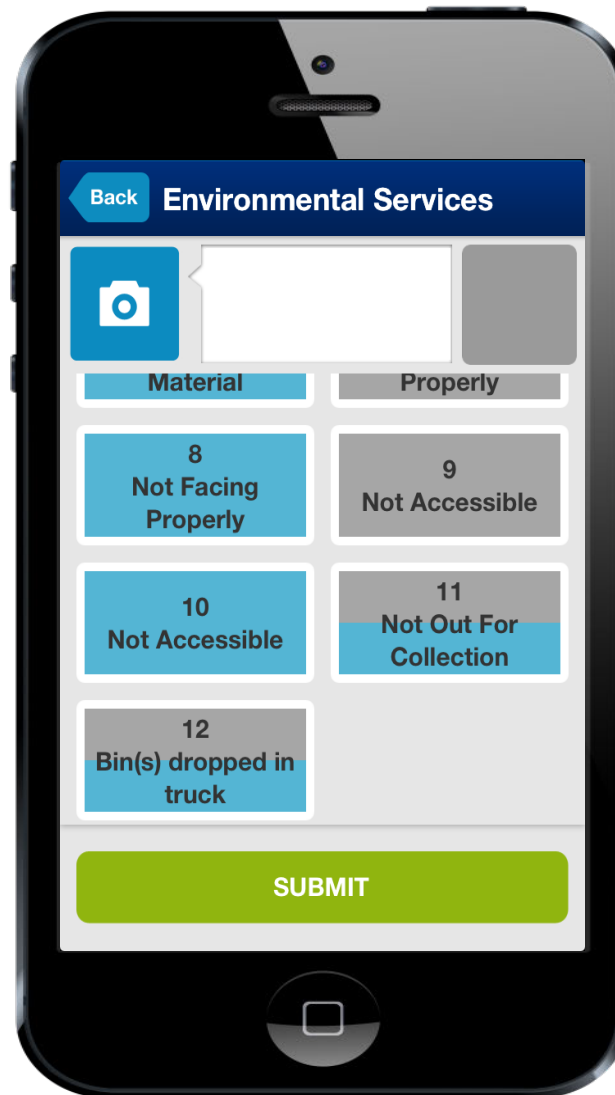 Back
Environmental Services
Material
Properly
8
Not Facing
Properly
9
Not Accessible
10
Not Accessible
11
Not Out For
Collection
12
Bin(s) dropped in
truck
SUBMIT